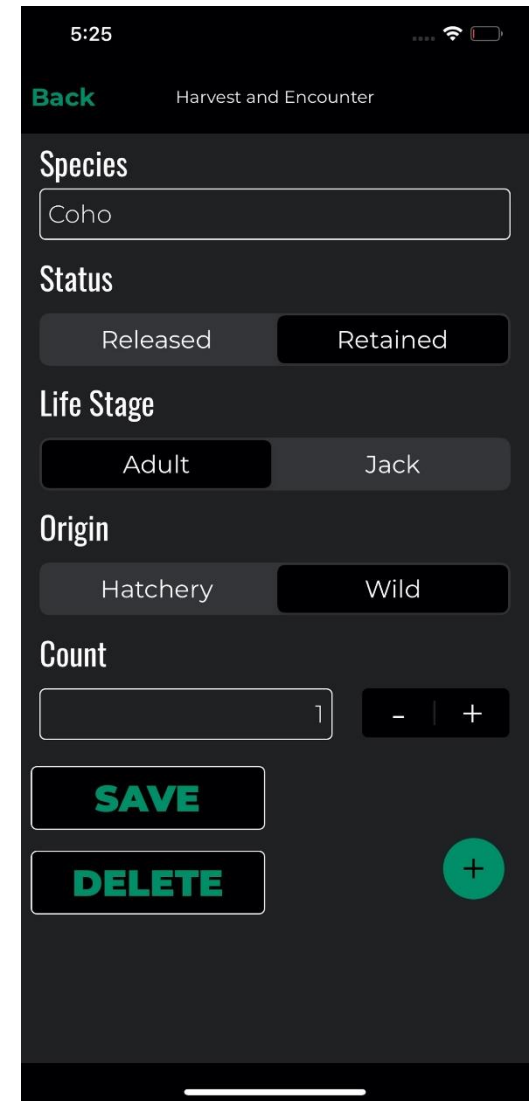 5:25
Back Harvest and Encounter
Species
Coho
Status
Released Retained
Life Stage
Adult Jack
Origin
Hatchery Wild
Count
1 - +
SAVE
DELETE +